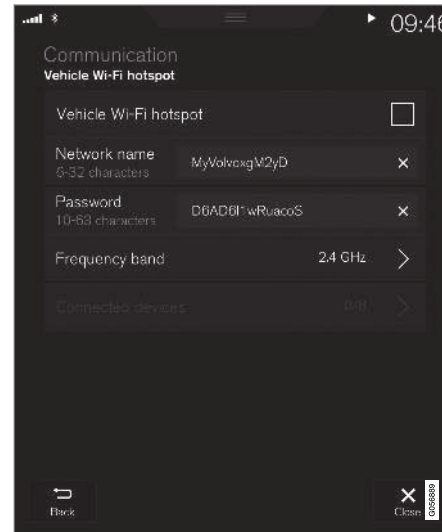 09:46
Communication
Vehicle Wi-Fi hotspot
Vehicle Wi-Fi hotspot
Network name
6-32 characters
MyVolvoxgM2yD
Password
10-63 characters
D6AD6I1wRuacoS
Frequency band
2.4 GHz
Connected devices
Back
Close
G056889